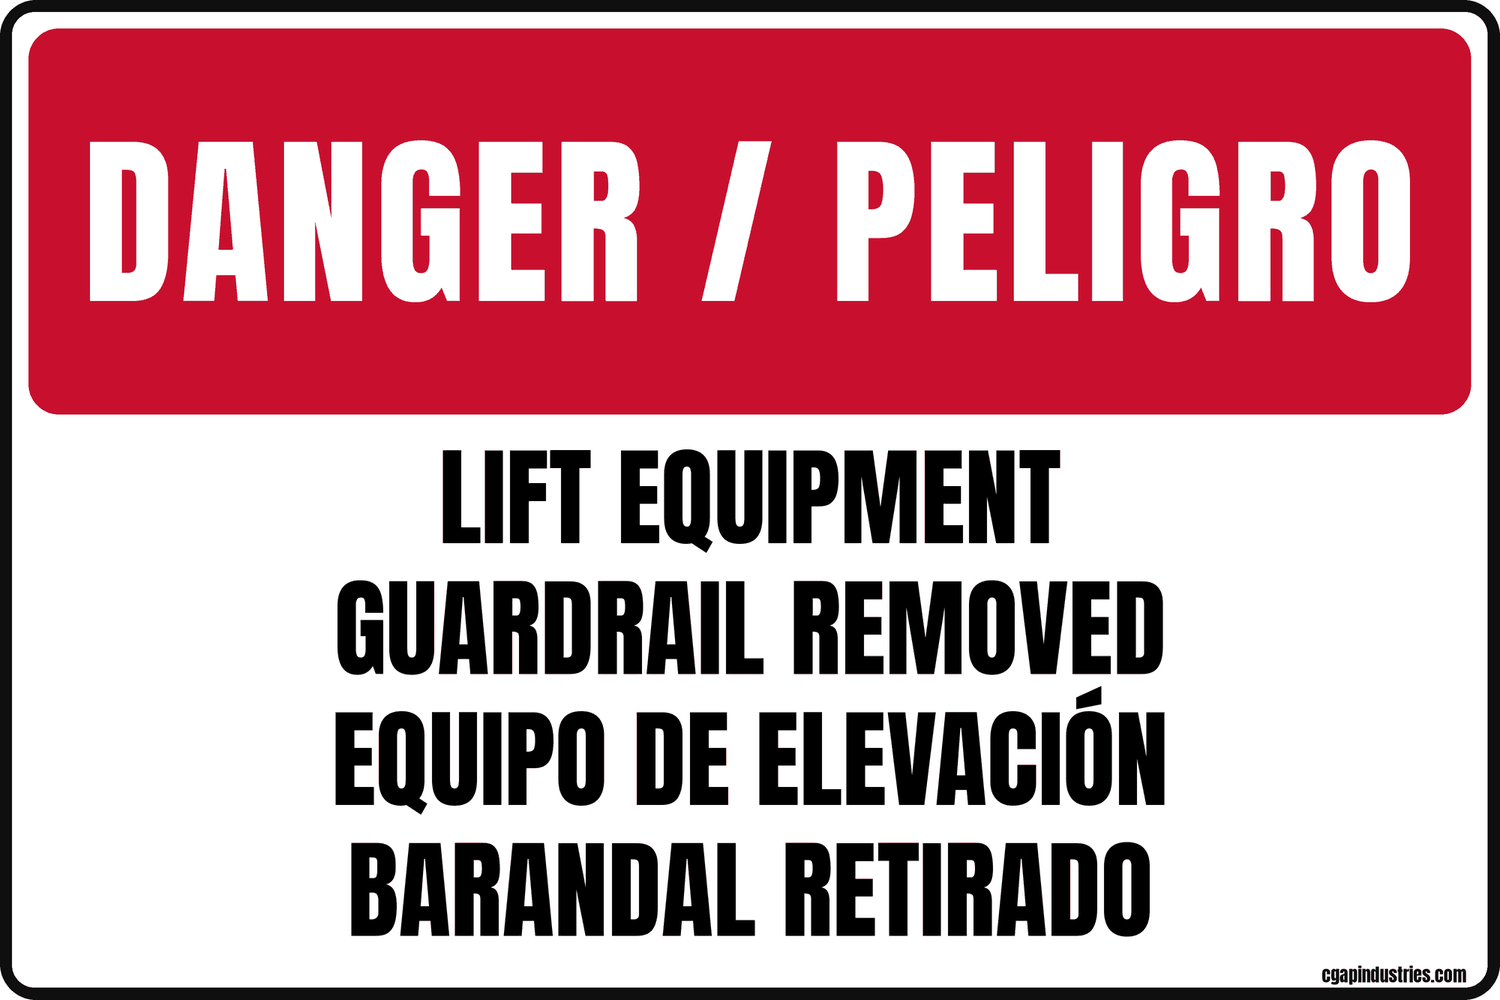 DANGER / PELIGRO
LIFT EQUIPMENT
GUARDRAIL REMOVED
EQUIPO DE ELEVACIÓN
BARANDAL RETIRADO
cgapindustries.com